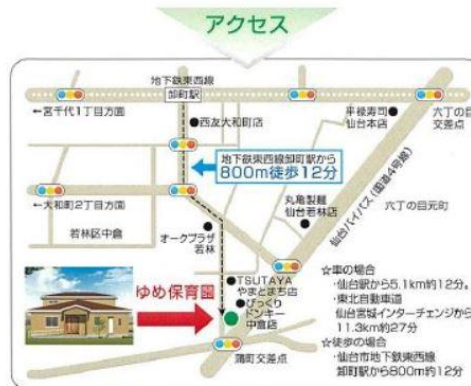 アクセス
地下鉄東西線
卸町駅
←宮千代1丁目方面
●西友大和町店
平禄寿司●
仙台本店
六丁の目
交差点
地下鉄東西線卸町駅から
800m徒歩12分
仙台バイパス(国道4号線)
←大和町2丁目方面
丸亀製麺
仙台若林店
六丁の目元町
若林区中倉
オークプラザ
若林
ゆめ保育園
●TSUTAYA
やまとまち店
●びっくり
ドンキー
中倉店
蒲町交差点
☆車の場合
・仙台駅から5.1km約12分。
・東北自動車道
仙台宮城インターチェンジから
11.3km約27分
☆徒歩の場合
・仙台市地下鉄東西線
卸町駅から800m約12分